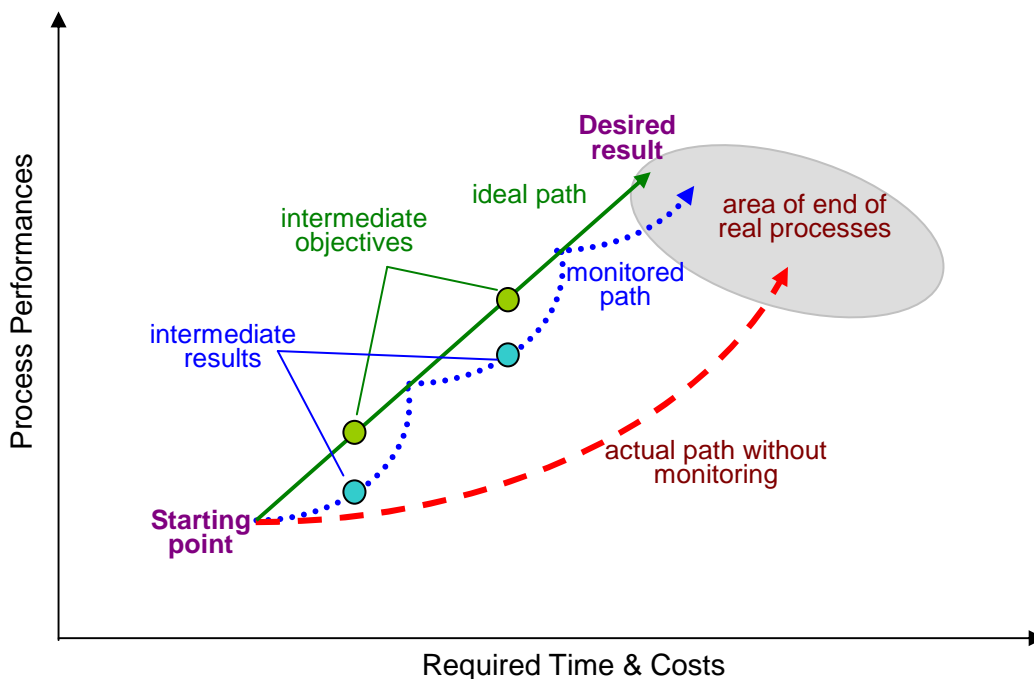 Process Performances
Desired
result
ideal path
intermediate
objectives
area of end of
real processes
monitored
path
intermediate
results
actual path without
monitoring
Starting
point
Required Time & Costs